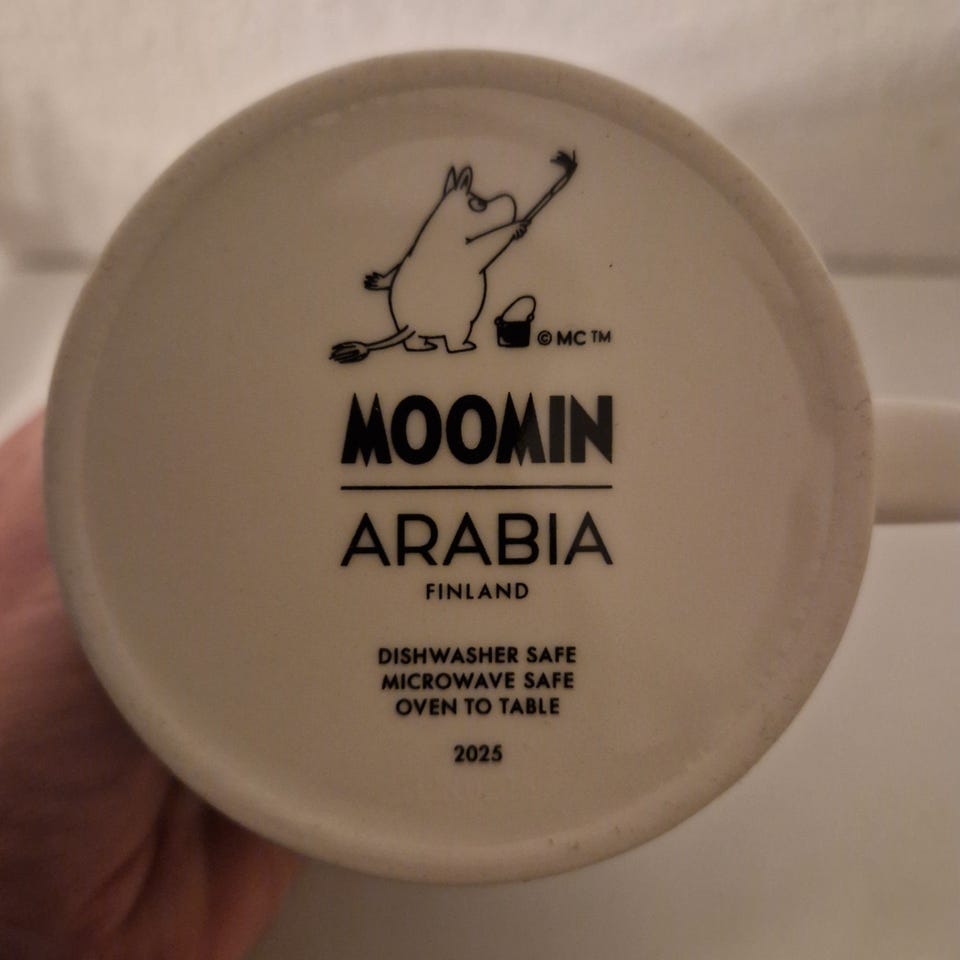 © MC ™
MOOMIN
ARABIA
FINLAND
DISHWASHER SAFE
MICROWAVE SAFE
OVEN TO TABLE
2025